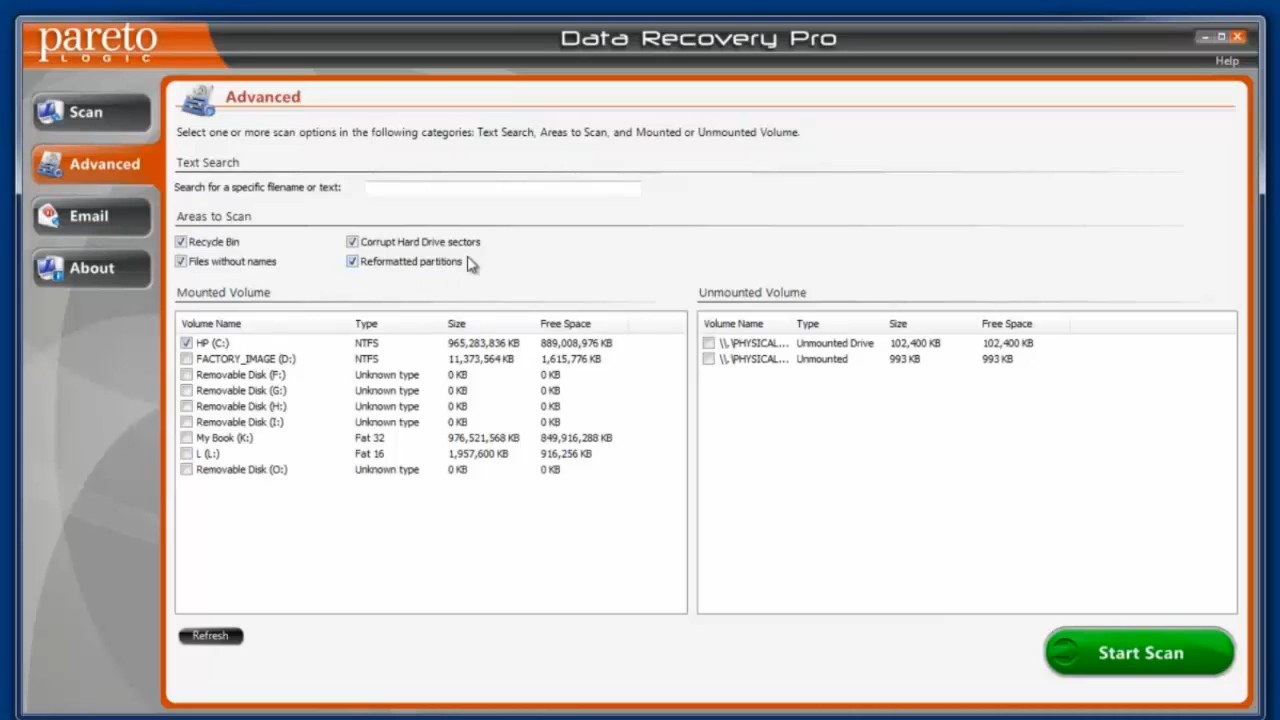 pareto
LOGIC
Data Recovery Pro
Help
Scan
Advanced
Email
About
Advanced
Select one or more scan options in the following categories: Text Search, Areas to Scan, and Mounted or Unmounted Volume.
Text Search
Search for a specific filename or text:
Areas to Scan
Recycle Bin Corrupt Hard Drive sectors
Files without names Reformatted partitions
Mounted Volume
Volume Name Type Size Free Space
HP (C:) NTFS 965,283,836 KB 889,008,976 KB
FACTORY_IMAGE (D:) NTFS 11,373,564 KB 1,615,776 KB
Removable Disk (F:) Unknown type 0 KB 0 KB
Removable Disk (G:) Unknown type 0 KB 0 KB
Removable Disk (H:) Unknown type 0 KB 0 KB
Removable Disk (I:) Unknown type 0 KB 0 KB
My Book (K:) Fat 32 976,521,568 KB 849,916,288 KB
L (L:) Fat 16 1,957,600 KB 916,256 KB
Removable Disk (O:) Unknown type 0 KB 0 KB
Unmounted Volume
Volume Name Type Size Free Space
\\.\PHYSICAL... Unmounted Drive 102,400 KB 102,400 KB
\\.\PHYSICAL... Unmounted 993 KB 993 KB
Refresh
Start Scan